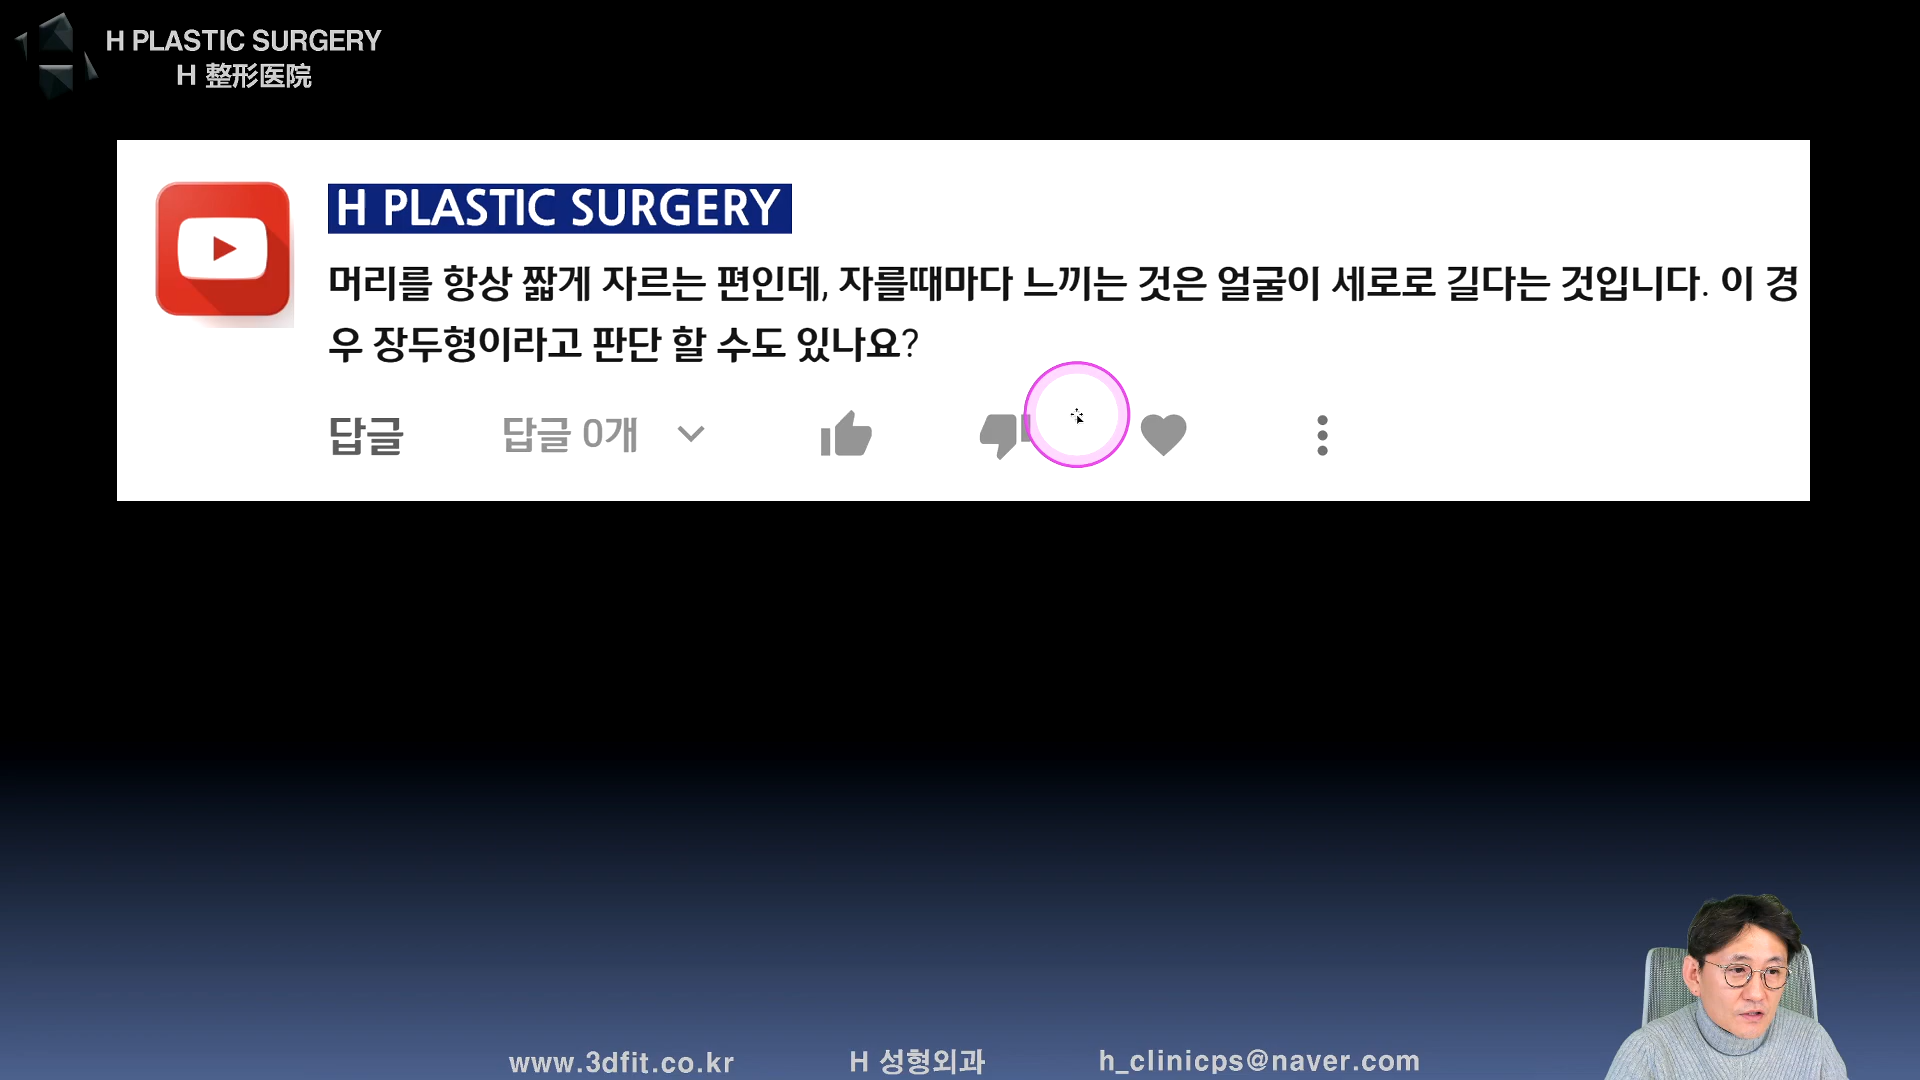 H PLASTIC SURGERY
H 整形医院
H PLASTIC SURGERY
머리를 항상 짧게 자르는 편인데, 자를때마다 느끼는 것은 얼굴이 세로로 길다는 것입니다. 이 경
우 장두형이라고 판단 할 수도 있나요?
답글 답글 0개
www.3dfit.co.kr H 성형외과 h_clinicps@naver.com